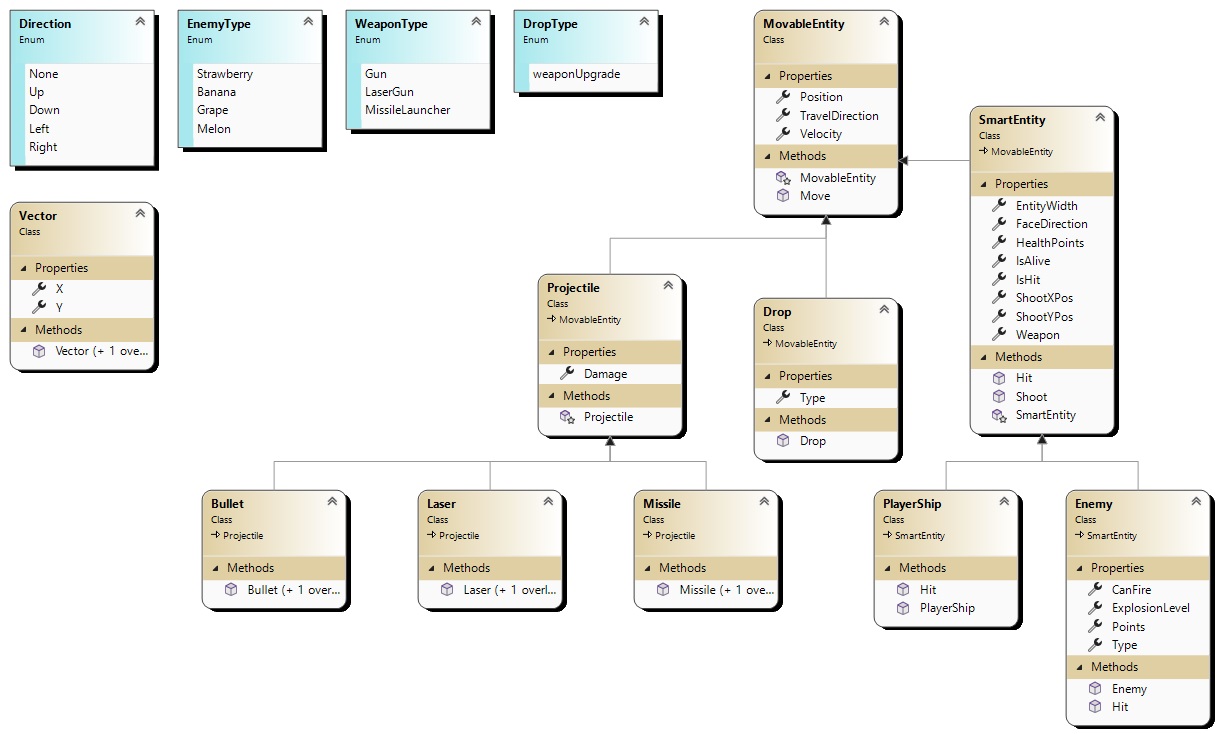 Direction
Enum
None
Up
Down
Left
Right
EnemyType
Enum
Strawberry
Banana
Grape
Melon
WeaponType
Enum
Gun
LaserGun
MissileLauncher
DropType
Enum
weaponUpgrade
MovableEntity
Class
Properties
Position
TravelDirection
Velocity
Methods
MovableEntity
Move
SmartEntity
Class
MovableEntity
Properties
EntityWidth
FaceDirection
HealthPoints
IsAlive
IsHit
ShootXPos
ShootYPos
Weapon
Methods
Hit
Shoot
SmartEntity
Vector
Class
Properties
X
Y
Methods
Vector (+ 1 ove...
Projectile
Class
MovableEntity
Properties
Damage
Methods
Projectile
Drop
Class
MovableEntity
Properties
Type
Methods
Drop
Bullet
Class
Projectile
Methods
Bullet (+ 1 over...
Laser
Class
Projectile
Methods
Laser (+ 1 overl...
Missile
Class
Projectile
Methods
Missile (+ 1 ove...
PlayerShip
Class
SmartEntity
Methods
Hit
PlayerShip
Enemy
Class
SmartEntity
Properties
CanFire
ExplosionLevel
Points
Type
Methods
Enemy
Hit